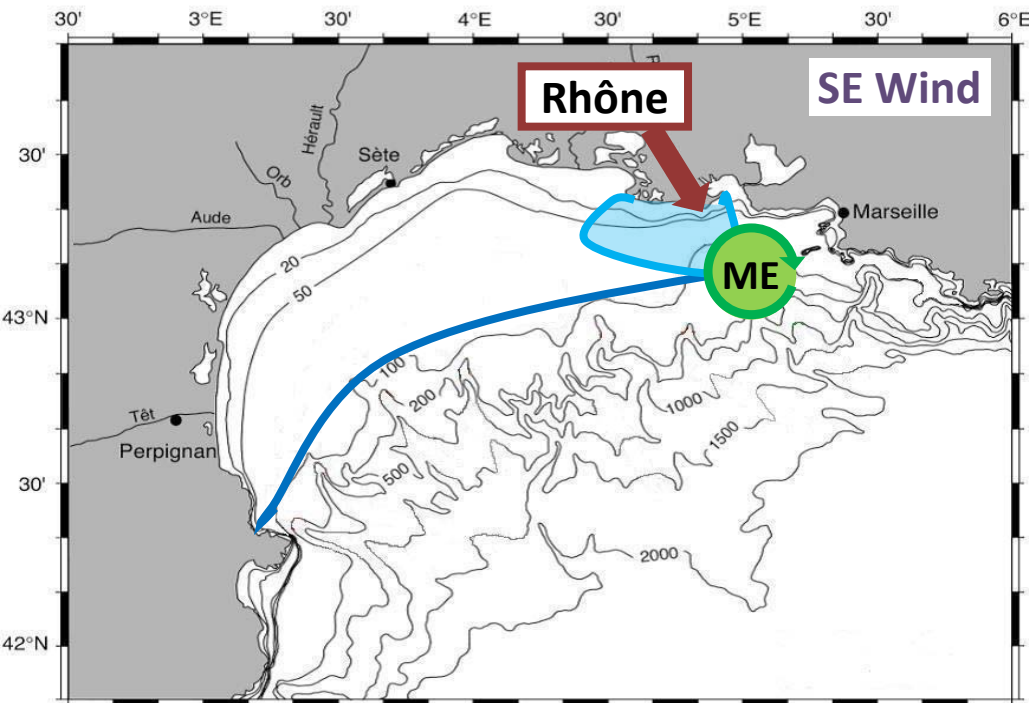 30'
3°E
30'
4°E
30'
5°E
30'
6°E
SE Wind
Rhône
Hérault
30'
Sète
Orb
Aude
Marseille
20
50
ME
43°N
100
200
1000
Têt
1500
Perpignan
500
30'
2000
42°N